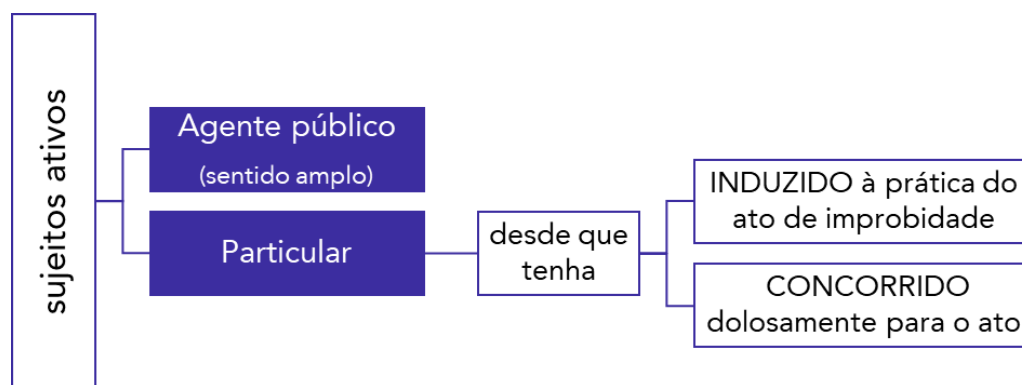 sujeitos ativos
Agente público
(sentido amplo)
Particular
desde que
tenha
INDUZIDO à prática do
ato de improbidade
CONCORRIDO
dolosamente para o ato